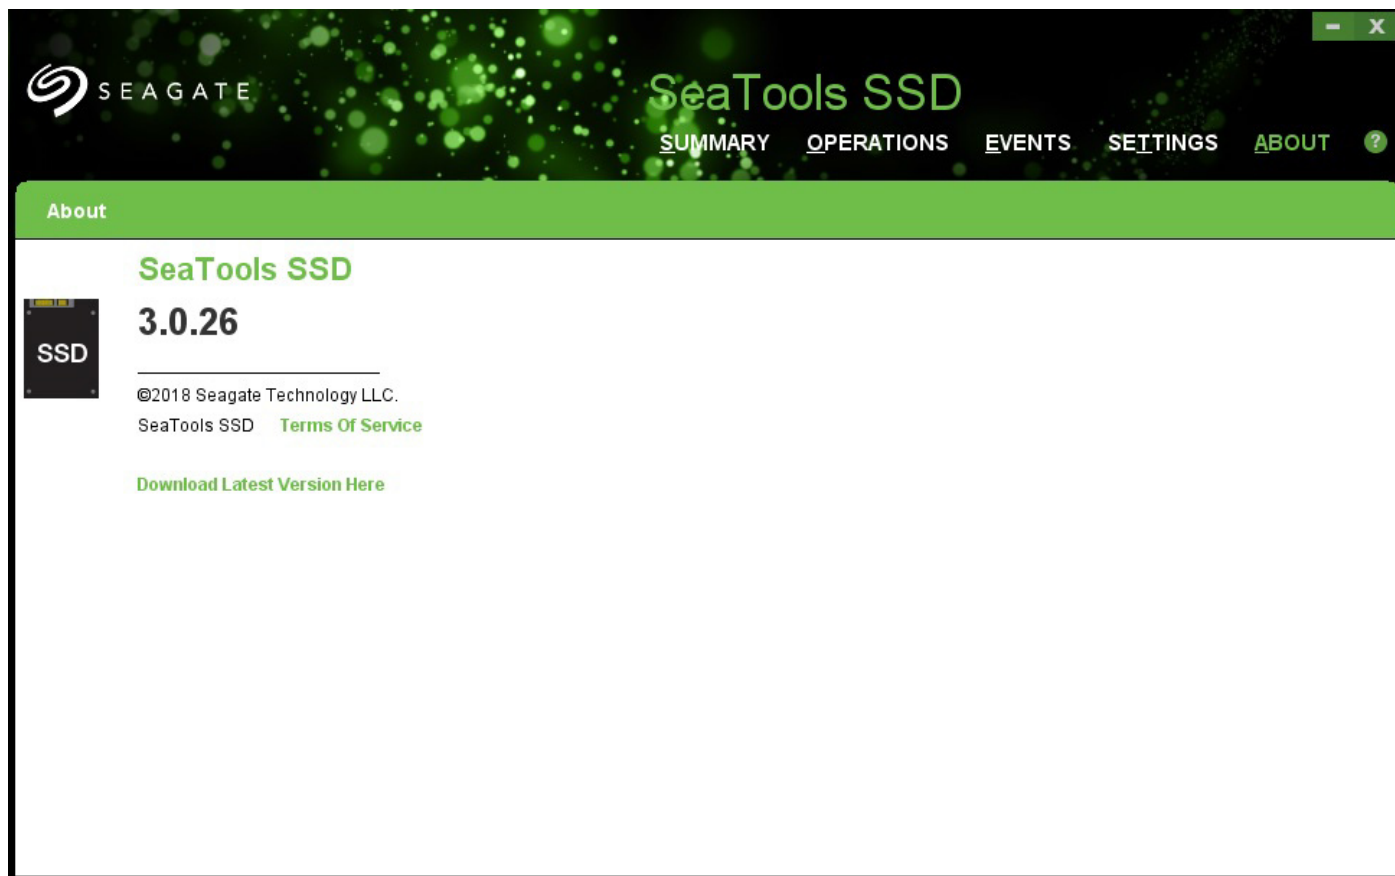 SEAGATE
SeaTools SSD
SUMMARY OPERATIONS EVENTS SETTINGS ABOUT ?
About
SeaTools SSD
3.0.26
SSD
©2018 Seagate Technology LLC.
SeaTools SSD Terms Of Service
Download Latest Version Here